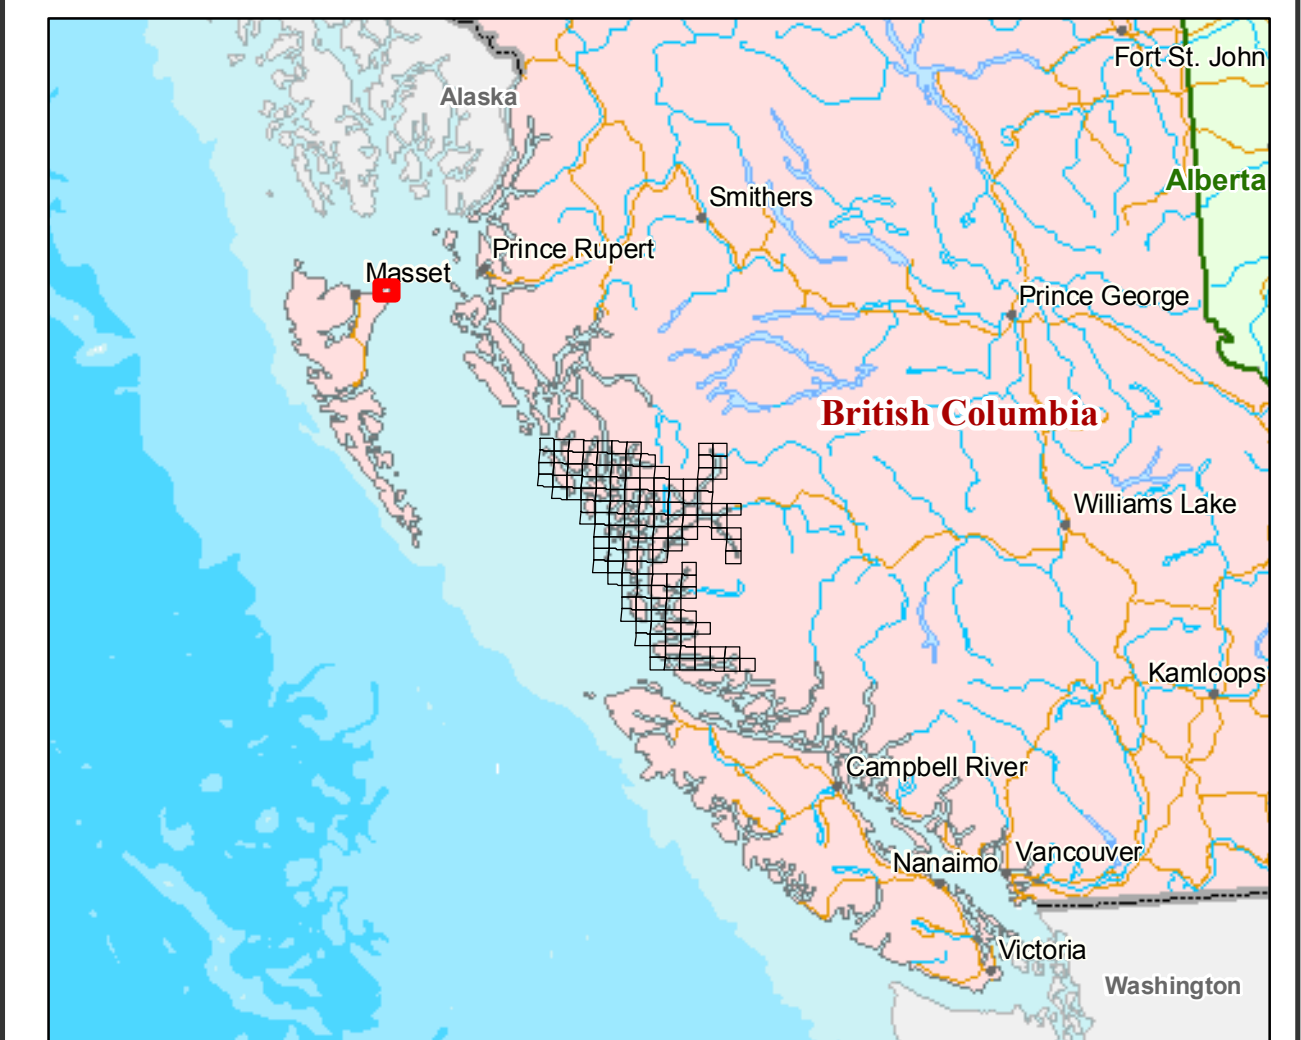 Fort St. John
Alaska
Alberta
Smithers
Prince Rupert
Masset
Prince George
British Columbia
Williams Lake
Kamloops
Campbell River
Vancouver
Nanaimo
Victoria
Washington